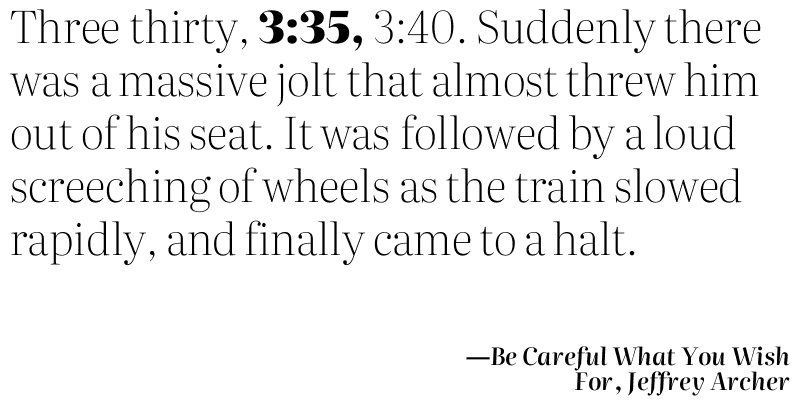 Three thirty, 3:35, 3:40. Suddenly there
was a massive jolt that almost threw him
out of his seat. It was followed by a loud
screeching of wheels as the train slowed
rapidly, and finally came to a halt.
—Be Careful What You Wish
For, Jeffrey Archer